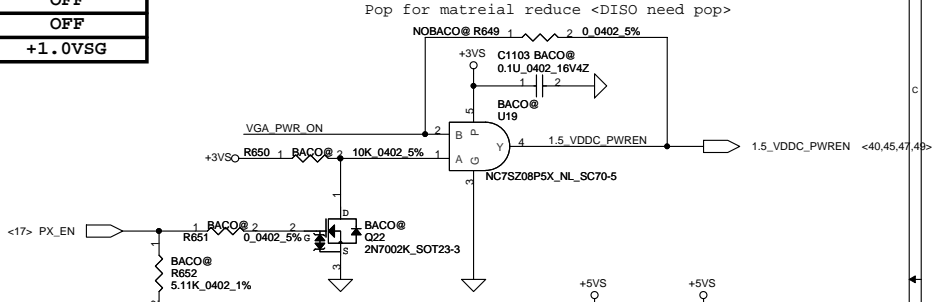 OFF
OFF
+1.0VSG
Pop for matreial reduce <DISO need pop>
NOBACO@ R649 1 2 0_0402_5%
+3VS
C1103 BACO@
0.1U_0402_16V4Z
1 2
BACO@
U19
5
VGA_PWR_ON
2 B P
Y 4 1.5_VDDC_PWREN
1.5_VDDC_PWREN <40,45,47,49>
+3VS R650 1 BACO@ 2 10K_0402_5% 1 A G
NC7SZ08P5X_NL_SC70-5
3
C
1
D
<17> PX_EN
1 BACO@ 2
R651 0_0402_5%
2
G
S
3
BACO@
Q22
2N7002K_SOT23-3
1
BACO@
R652
5.11K_0402_1%
+5VS
+5VS